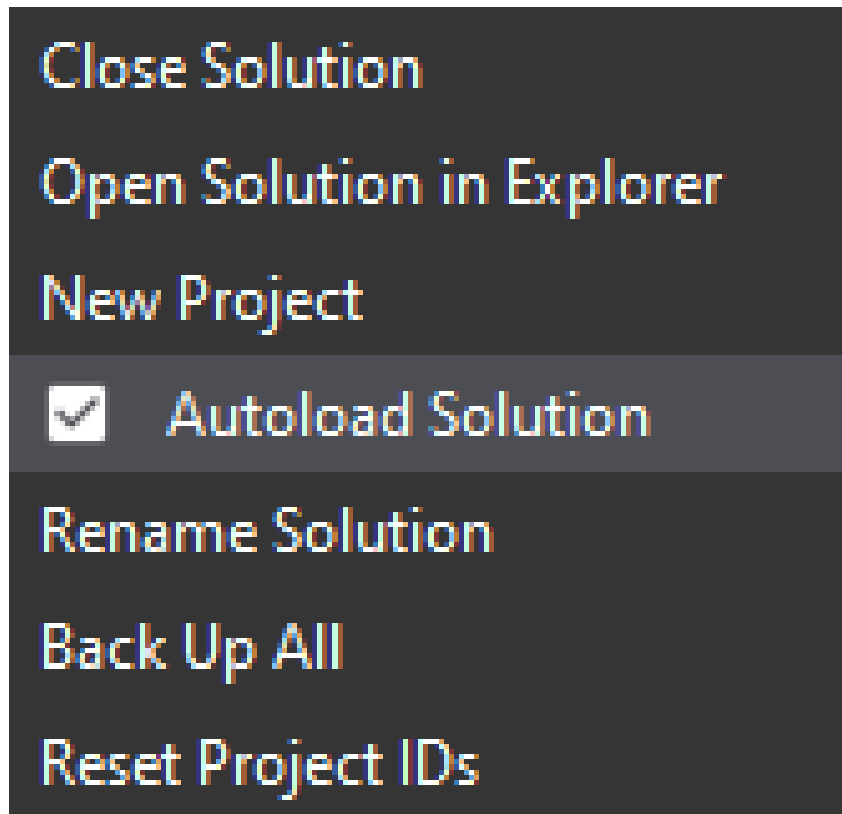 Close Solution
Open Solution in Explorer
New Project
Autoload Solution
Rename Solution
Back Up All
Reset Project IDs